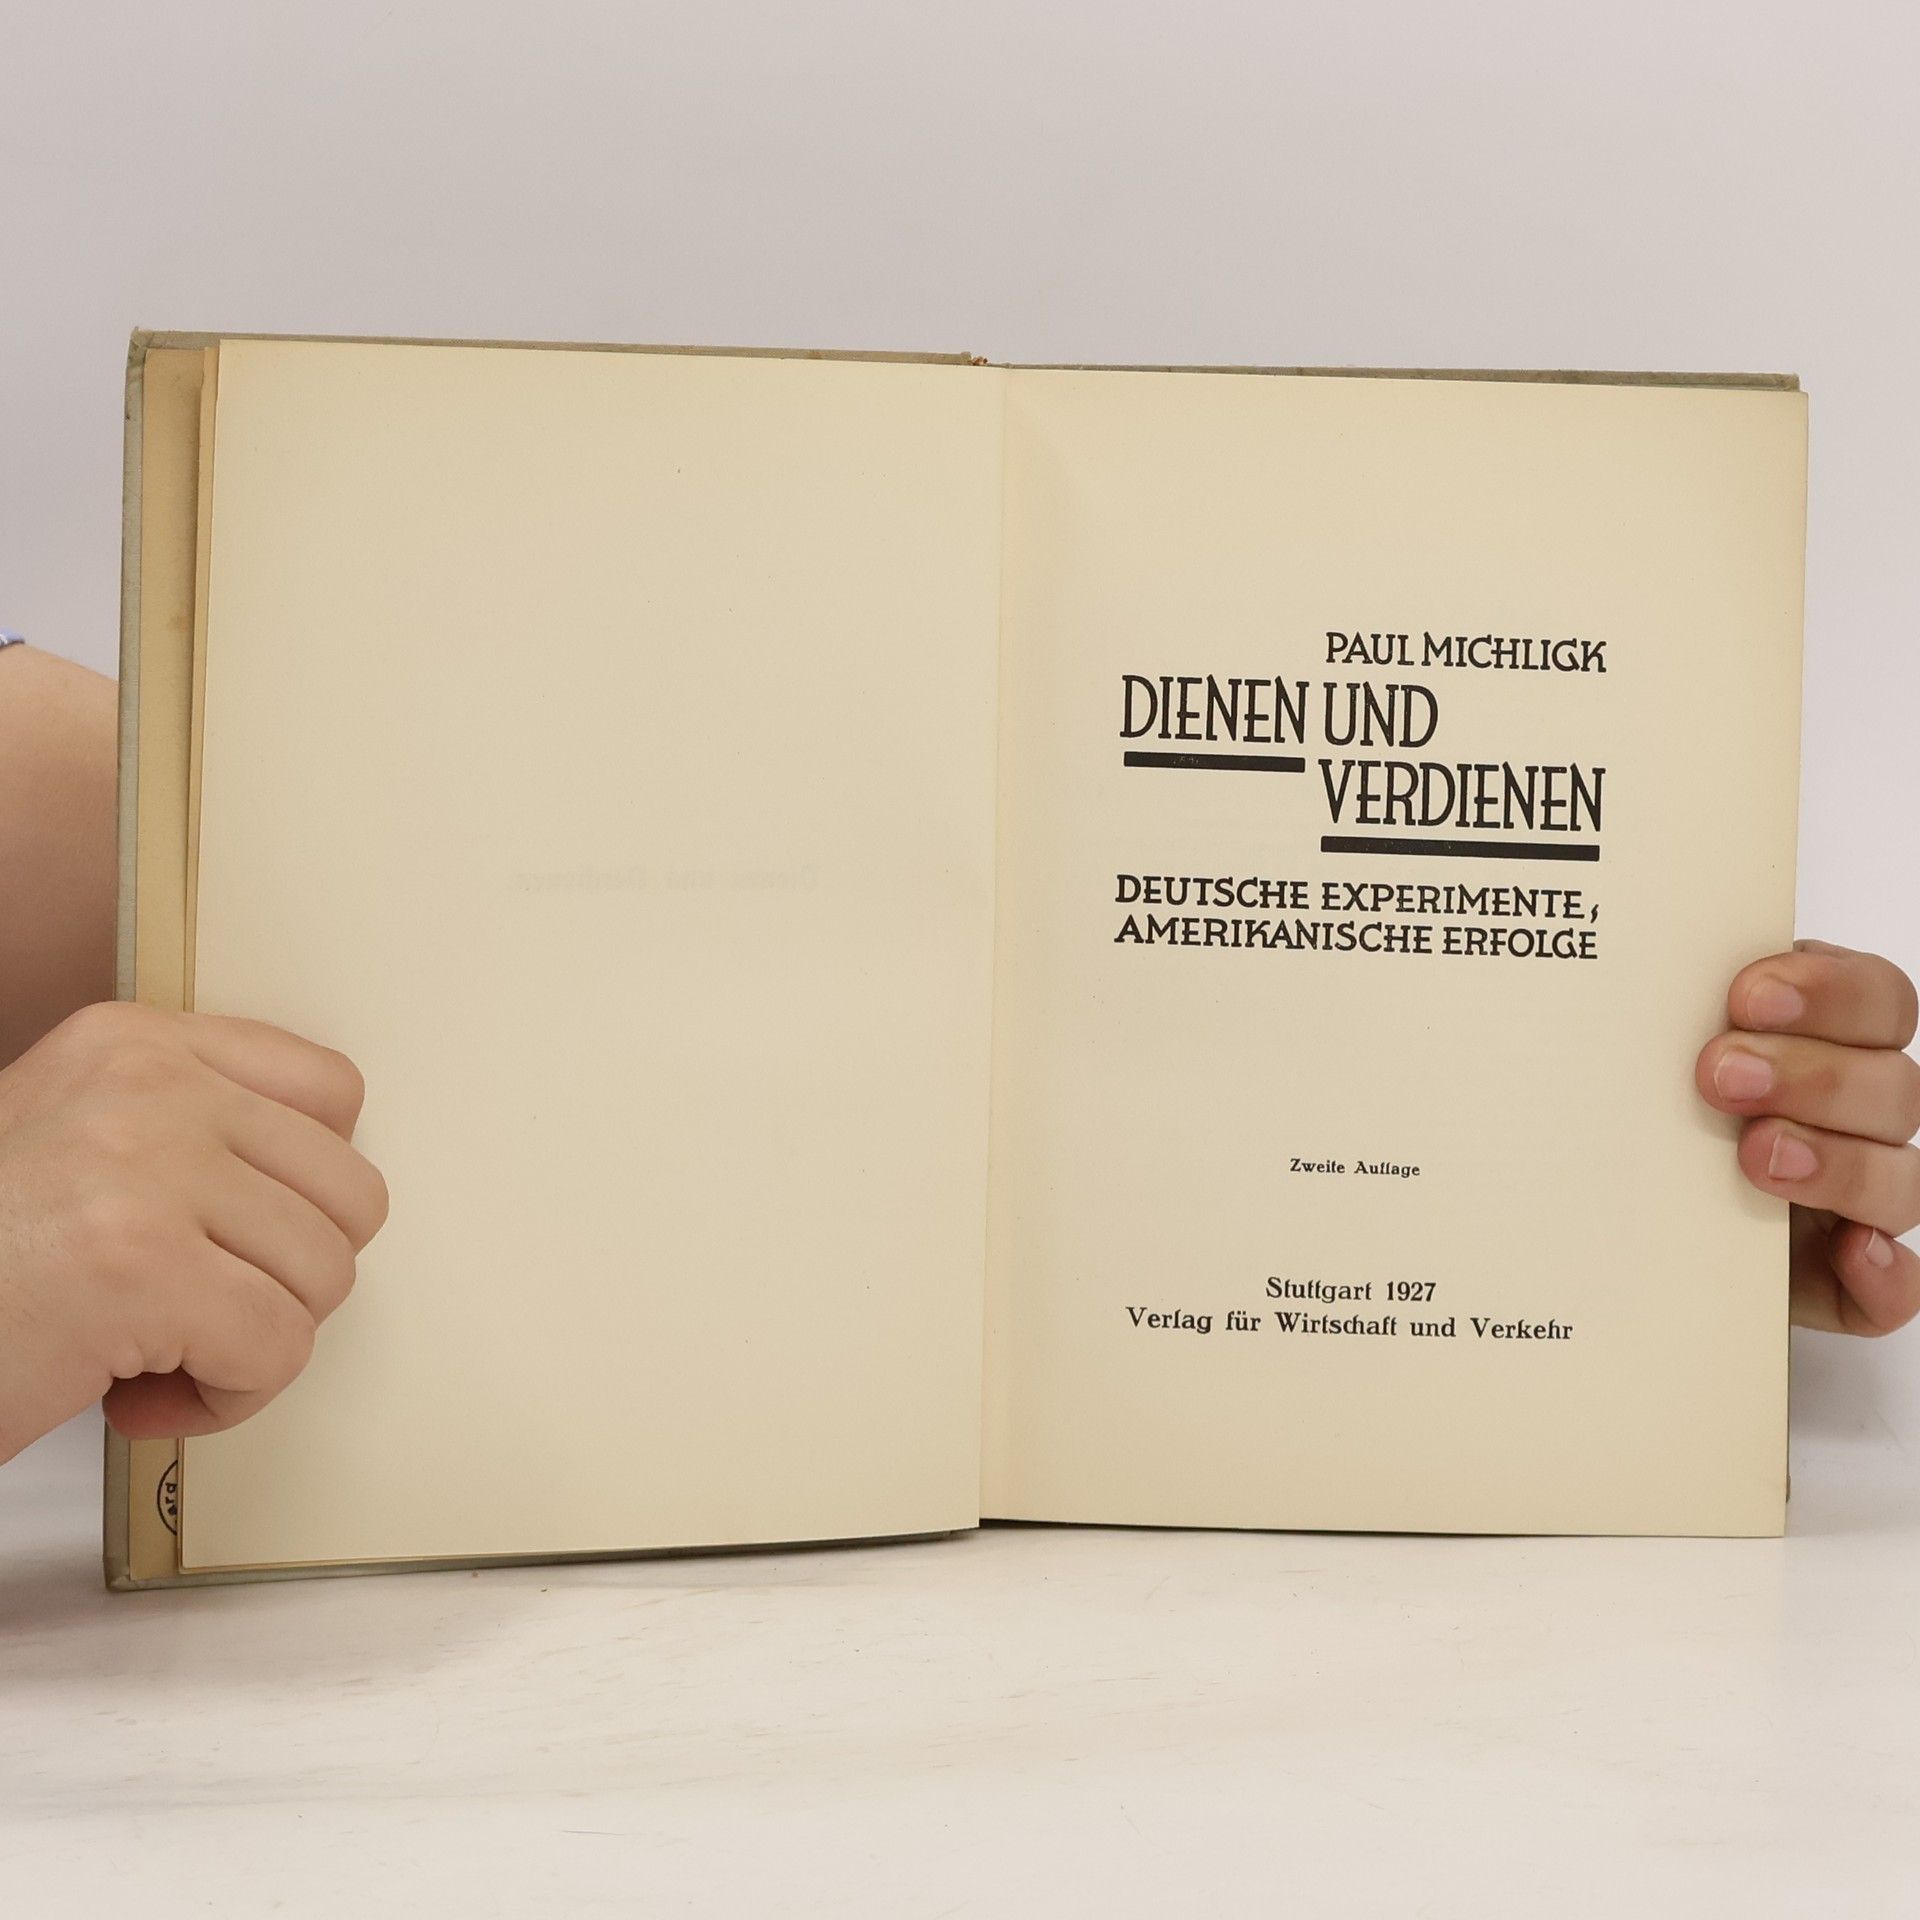 PAUL MICHLIGK
DIENEN UND
VERDIENEN
DEUTSCHE EXPERIMENTE,
AMERIKANISCHE ERFOLGE
Zweite Auflage
Stuttgart 1927
Verlag für Wirtschaft und Verkehr